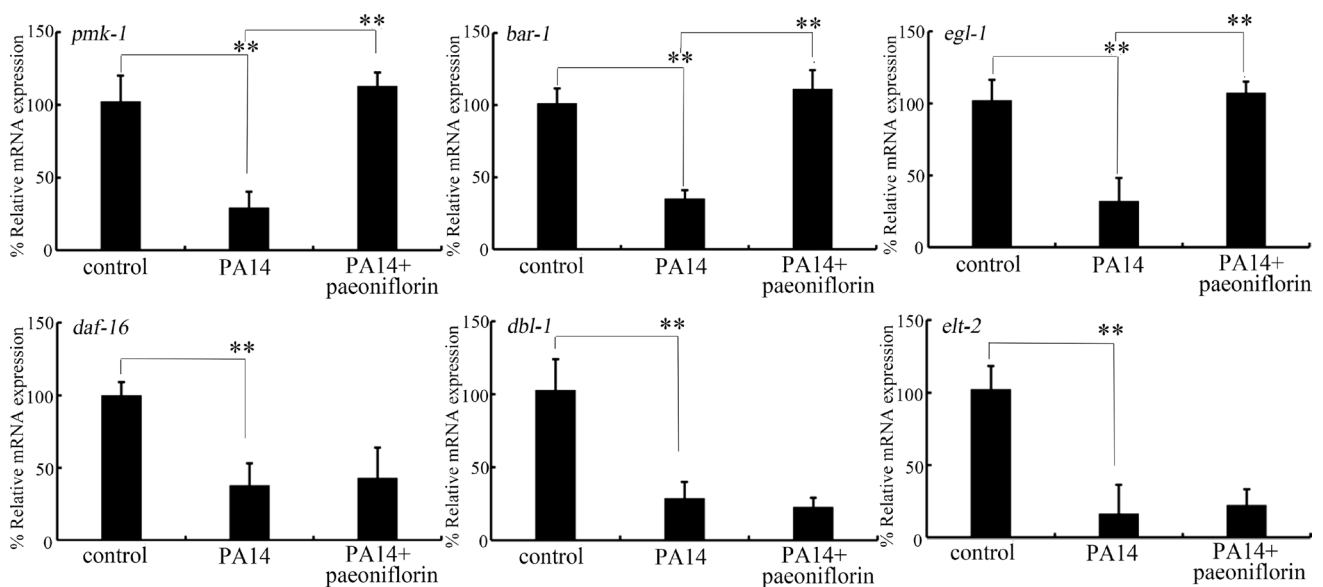 % Relative mRNA expression
150
100
50
0
pmk-1
**
**
control
PA14
PA14+
paeoniflorin
% Relative mRNA expression
150
100
50
0
bar-1
**
**
control
PA14
PA14+
paeoniflorin
% Relative mRNA expression
150
100
50
0
egl-1
**
**
control
PA14
PA14+
paeoniflorin
% Relative mRNA expression
150
100
50
0
daf-16
**
control
PA14
PA14+
paeoniflorin
% Relative mRNA expression
150
100
50
0
dbl-1
**
control
PA14
PA14+
paeoniflorin
% Relative mRNA expression
150
100
50
0
elt-2
**
control
PA14
PA14+
paeoniflorin